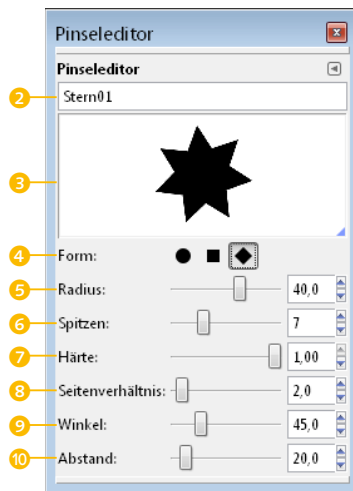 Pinseleditor
Pinseleditor
2 Stern01
3
4 Form:
5 Radius: 40,0
6 Spitzen: 7
7 Härte: 1,00
8 Seitenverhältnis: 2,0
9 Winkel: 45,0
10 Abstand: 20,0